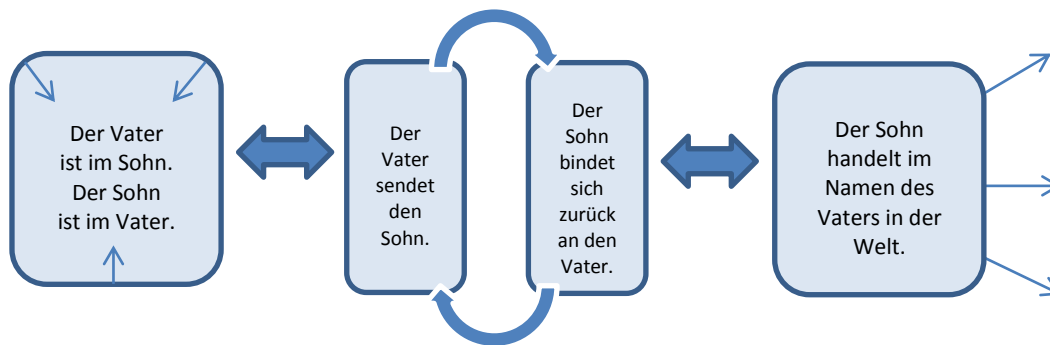 Der Vater
ist im Sohn.
Der Sohn
ist im Vater.
Der
Vater
sendet
den
Sohn.
Der
Sohn
bindet
sich
zurück
an den
Vater.
Der Sohn
handelt im
Namen des
Vaters in der
Welt.